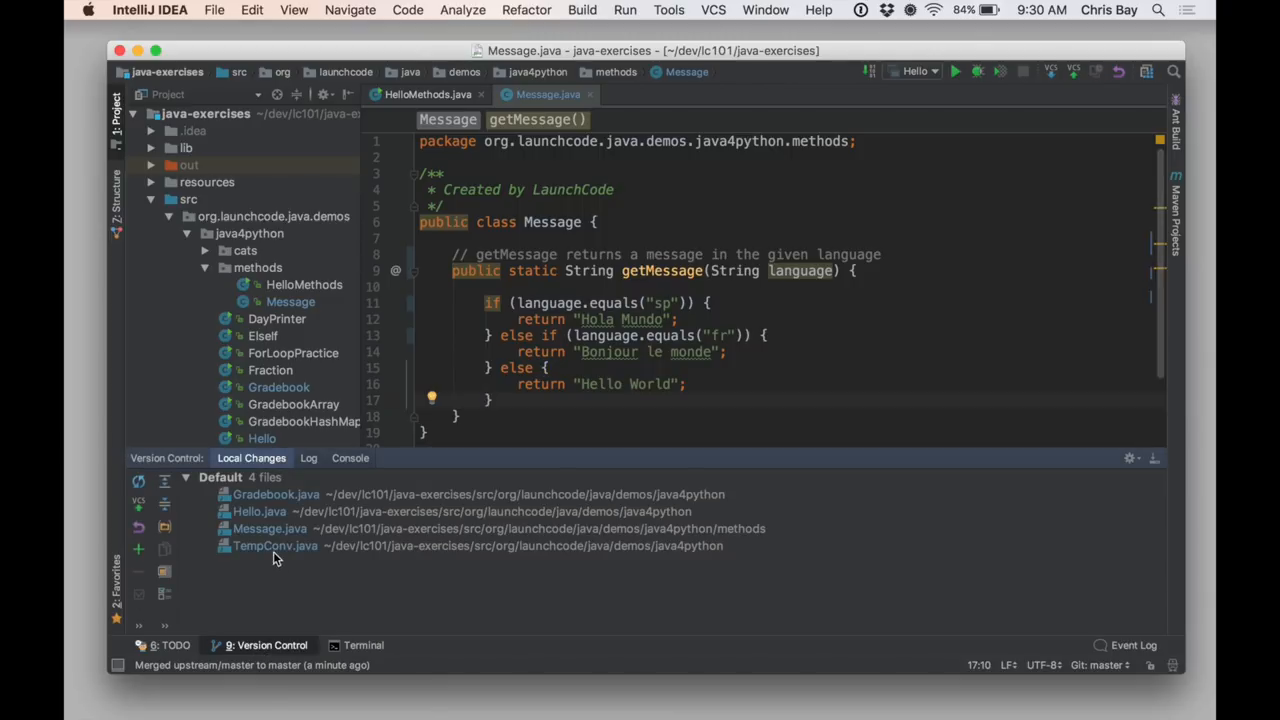 IntelliJ IDEA File Edit View Navigate Code Analyze Refactor Build Run Tools VCS Window Help 84% 9:30 AM Chris Bay
Message.java - java-exercises - [~/dev/lc101/java-exercises]
java-exercises src org launchcode java demos java4python methods Message Hello VCS VCS
Project HelloMethods.java Message.java
1: Project
7: Structure
2: Favorites
java-exercises ~/dev/lc101/java-ex
.idea
lib
out
resources
src
org.launchcode.java.demos
java4python
cats
methods
HelloMethods
Message
DayPrinter
ElseIf
ForLoopPractice
Fraction
Gradebook
GradebookArray
GradebookHashMap
Hello
Message getMessage()
1 package org.launchcode.java.demos.java4python.methods;
2
3 /**
4 * Created by LaunchCode
5 */
6 public class Message {
7
8 // getMessage returns a message in the given language
9 @ public static String getMessage(String language) {
10
11 if (language.equals("sp")) {
12 return "Hola Mundo";
13 } else if (language.equals("fr")) {
14 return "Bonjour le monde";
15 } else {
16 return "Hello World";
17 }
18 }
19 }
Ant Build
m Maven Projects
Version Control: Local Changes Log Console
Default 4 files
VCS
Gradebook.java ~/dev/lc101/java-exercises/src/org/launchcode/java/demos/java4python
Hello.java ~/dev/lc101/java-exercises/src/org/launchcode/java/demos/java4python
Message.java ~/dev/lc101/java-exercises/src/org/launchcode/java/demos/java4python/methods
TempConv.java ~/dev/lc101/java-exercises/src/org/launchcode/java/demos/java4python
6: TODO 9: Version Control Terminal Event Log
Merged upstream/master to master (a minute ago) 17:10 LF UTF-8 Git: master